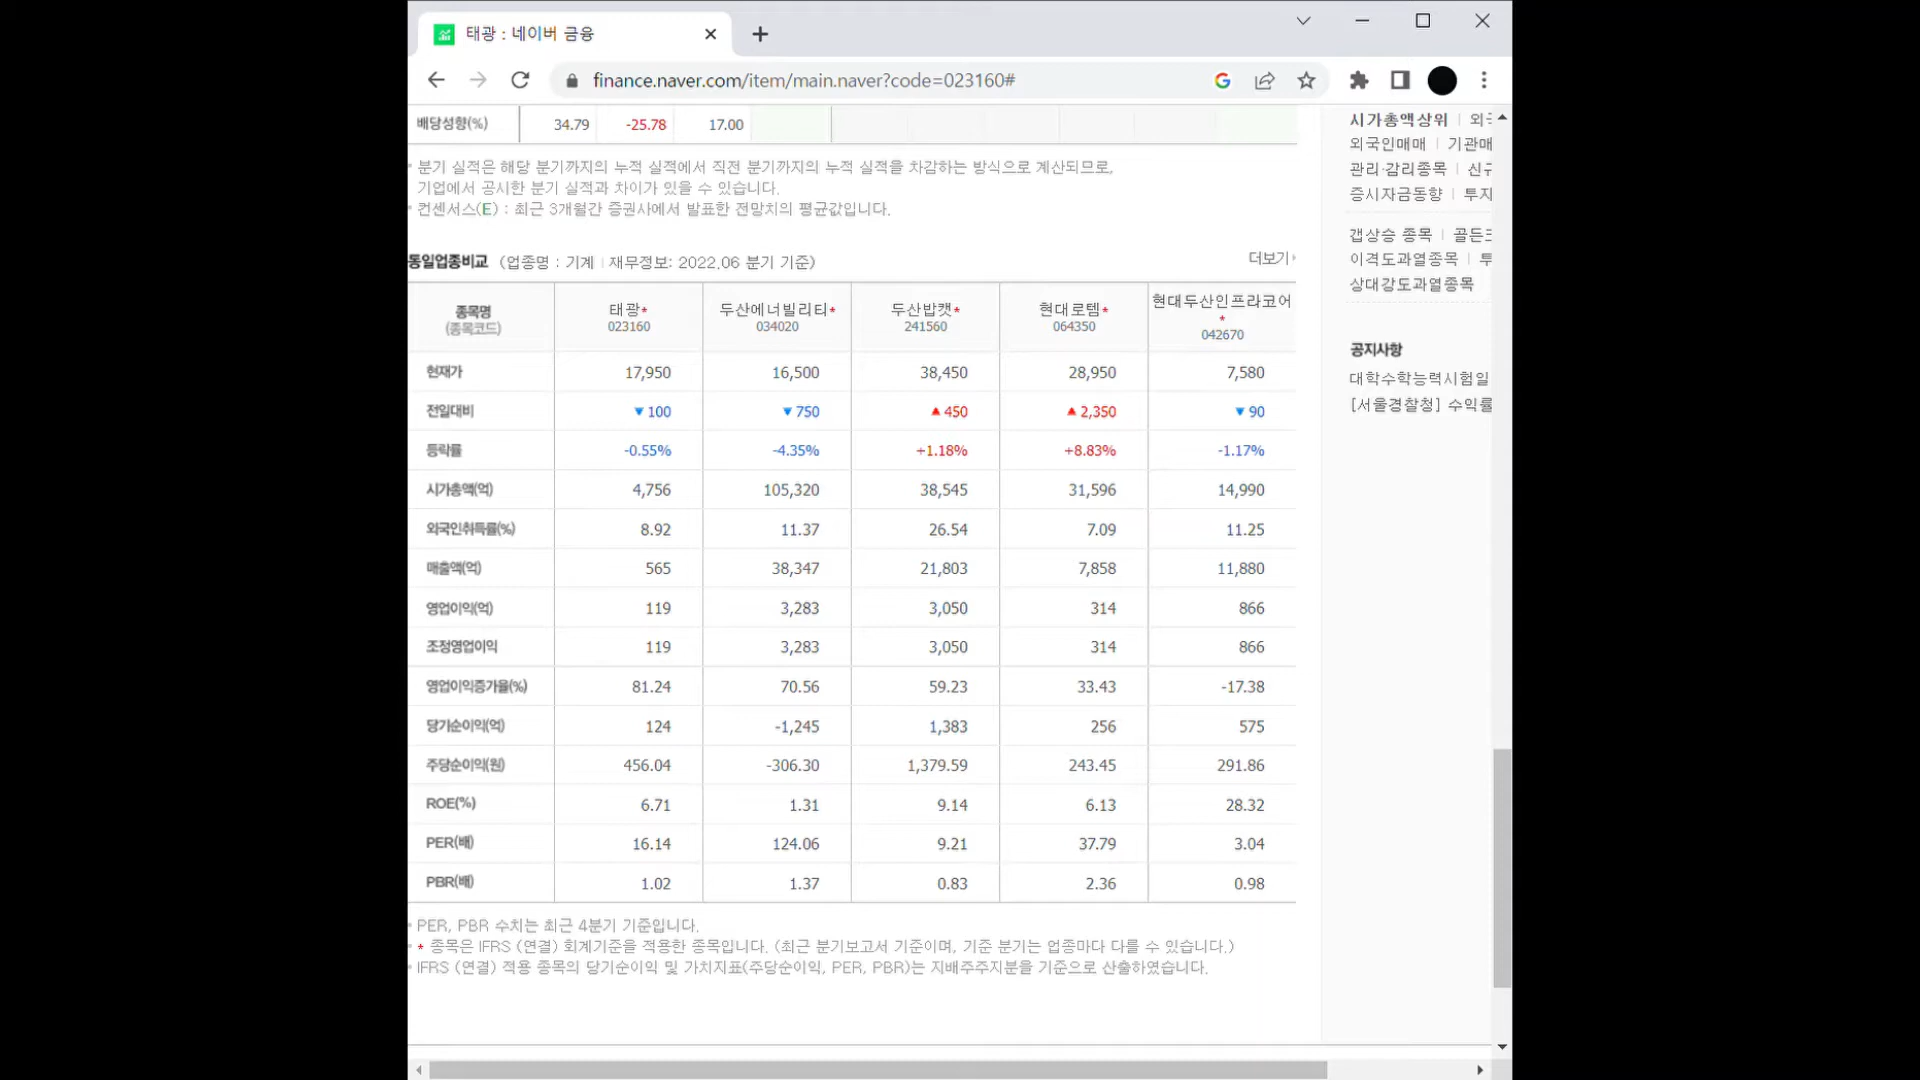 태광 : 네이버 금융
finance.naver.com/item/main.naver?code=023160#
배당성향(%) 34.79 -25.78 17.00
분기 실적은 해당 분기까지의 누적 실적에서 직전 분기까지의 누적 실적을 차감하는 방식으로 계산되므로,
기업에서 공시한 분기 실적과 차이가 있을 수 있습니다.
컨센서스(E) : 최근 3개월간 증권사에서 발표한 전망치의 평균값입니다.
동일업종비교 (업종명 : 기계 | 재무정보: 2022.06 분기 기준) 더보기
종목명 태광* 두산에너빌리티* 두산밥캣* 현대로템* 현대두산인프라코어*
(종목코드) 023160 034020 241560 064350 042670
현재가 17,950 16,500 38,450 28,950 7,580
전일대비 ▼100 ▼750 ▲450 ▲2,350 ▼90
등락률 -0.55% -4.35% +1.18% +8.83% -1.17%
시가총액(억) 4,756 105,320 38,545 31,596 14,990
외국인취득률(%) 8.92 11.37 26.54 7.09 11.25
매출액(억) 565 38,347 21,803 7,858 11,880
영업이익(억) 119 3,283 3,050 314 866
조정영업이익 119 3,283 3,050 314 866
영업이익증가율(%) 81.24 70.56 59.23 33.43 -17.38
당기순이익(억) 124 -1,245 1,383 256 575
주당순이익(원) 456.04 -306.30 1,379.59 243.45 291.86
ROE(%) 6.71 1.31 9.14 6.13 28.32
PER(배) 16.14 124.06 9.21 37.79 3.04
PBR(배) 1.02 1.37 0.83 2.36 0.98
PER, PBR 수치는 최근 4분기 기준입니다.
* 종목은 IFRS (연결) 회계기준을 적용한 종목입니다. (최근 분기보고서 기준이며, 기준 분기는 업종마다 다를 수 있습니다.)
IFRS (연결) 적용 종목의 당기순이익 및 가치지표(주당순이익, PER, PBR)는 지배주주지분을 기준으로 산출하였습니다.
시가총액상위 | 외국
외국인매매 | 기관매
관리·감리종목 | 신규
증시자금동향 | 투자
갭상승 종목 | 골든
이격도과열종목 | 투
상대강도과열종목
공지사항
대학수학능력시험일
[서울경찰청] 수익률